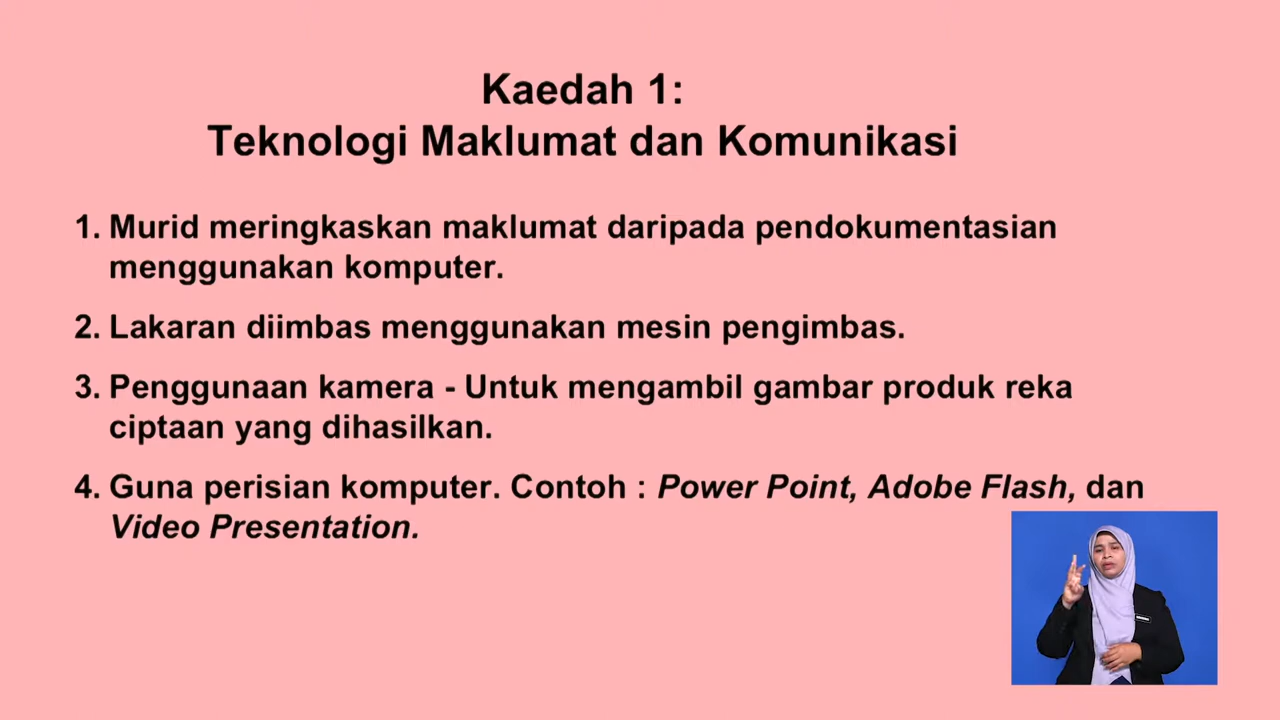 Kaedah 1:
Teknologi Maklumat dan Komunikasi
1. Murid meringkaskan maklumat daripada pendokumentasian
menggunakan komputer.
2. Lakaran diimbas menggunakan mesin pengimbas.
3. Penggunaan kamera - Untuk mengambil gambar produk reka
ciptaan yang dihasilkan.
4. Guna perisian komputer. Contoh : Power Point, Adobe Flash, dan
Video Presentation.